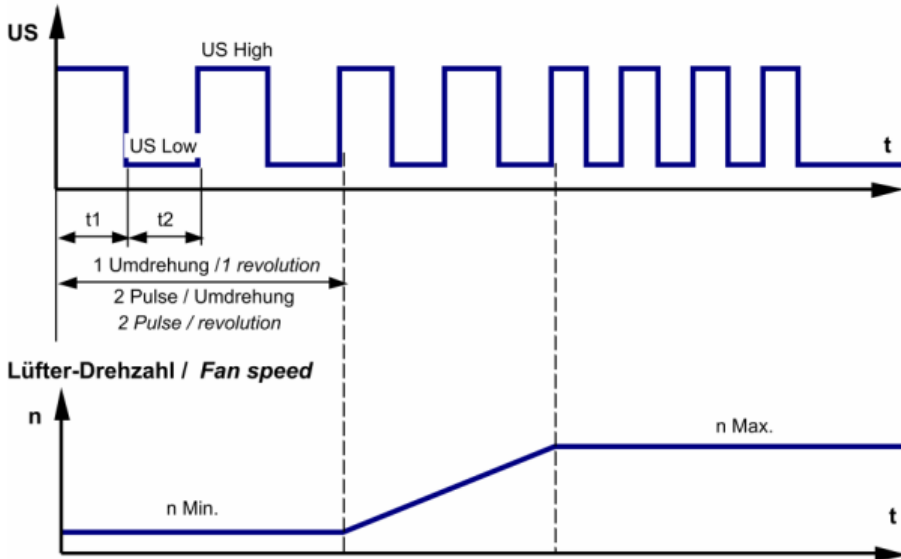 US
US High
US Low
t
t1
t2
1 Umdrehung /1 revolution
2 Pulse / Umdrehung
2 Pulse / revolution
Lüfter-Drehzahl / Fan speed
n
n Max.
n Min.
t